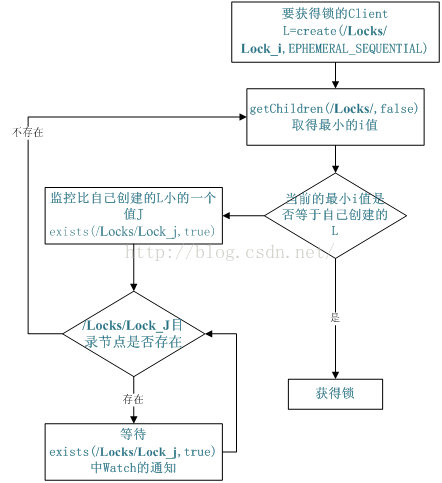 要获得锁的Client
L=create(/Locks/
Lock_i,EPHEMERAL_SEQUENTIAL)
getChildren(/Locks/,false)
取得最小的i值
不存在
监控比自己创建的L小的一个
值J
exists(/Locks/Lock_j,true)
当前的最小i值是
否等于自己创建的
L
http://blog.csdn.net/
/Locks/Lock_J目
录节点是否存在
是
存在
获得锁
等待
exists(/Locks/Lock_j,true)
中Watch的通知